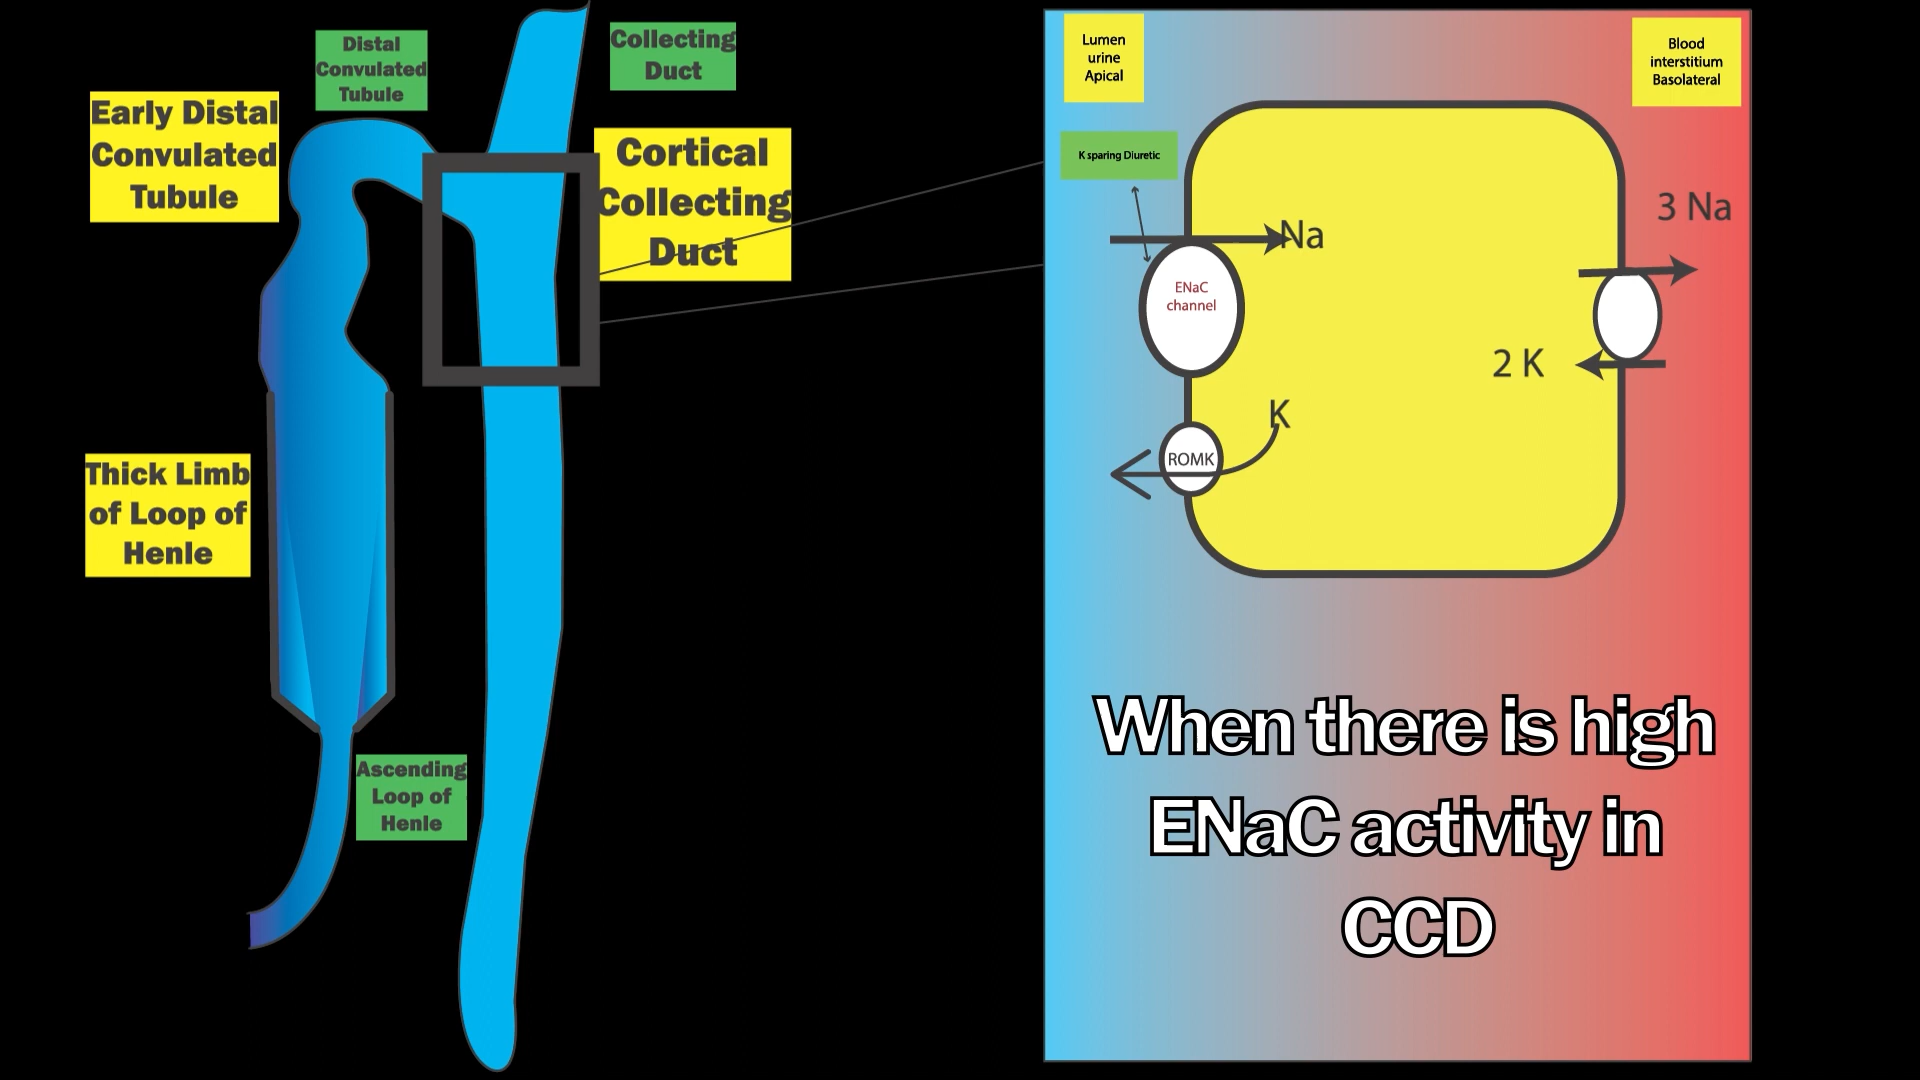 Distal
Convulated
Tubule
Collecting
Duct
Early Distal
Convulated
Tubule
Cortical
Collecting
Duct
Thick Limb
of Loop of
Henle
Ascending
Loop of
Henle
Lumen
urine
Apical
Blood
interstitium
Basolateral
K sparing Diuretic
Na
3 Na
ENaC
channel
2 K
K
ROMK
When there is high
ENaC activity in
CCD